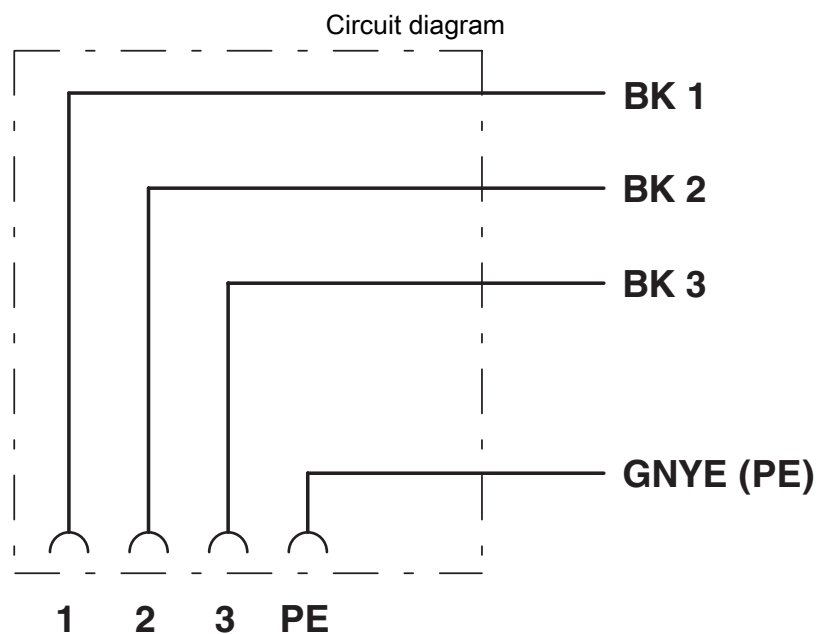 Circuit diagram
BK 1
BK 2
BK 3
GNYE (PE)
1 2 3 PE